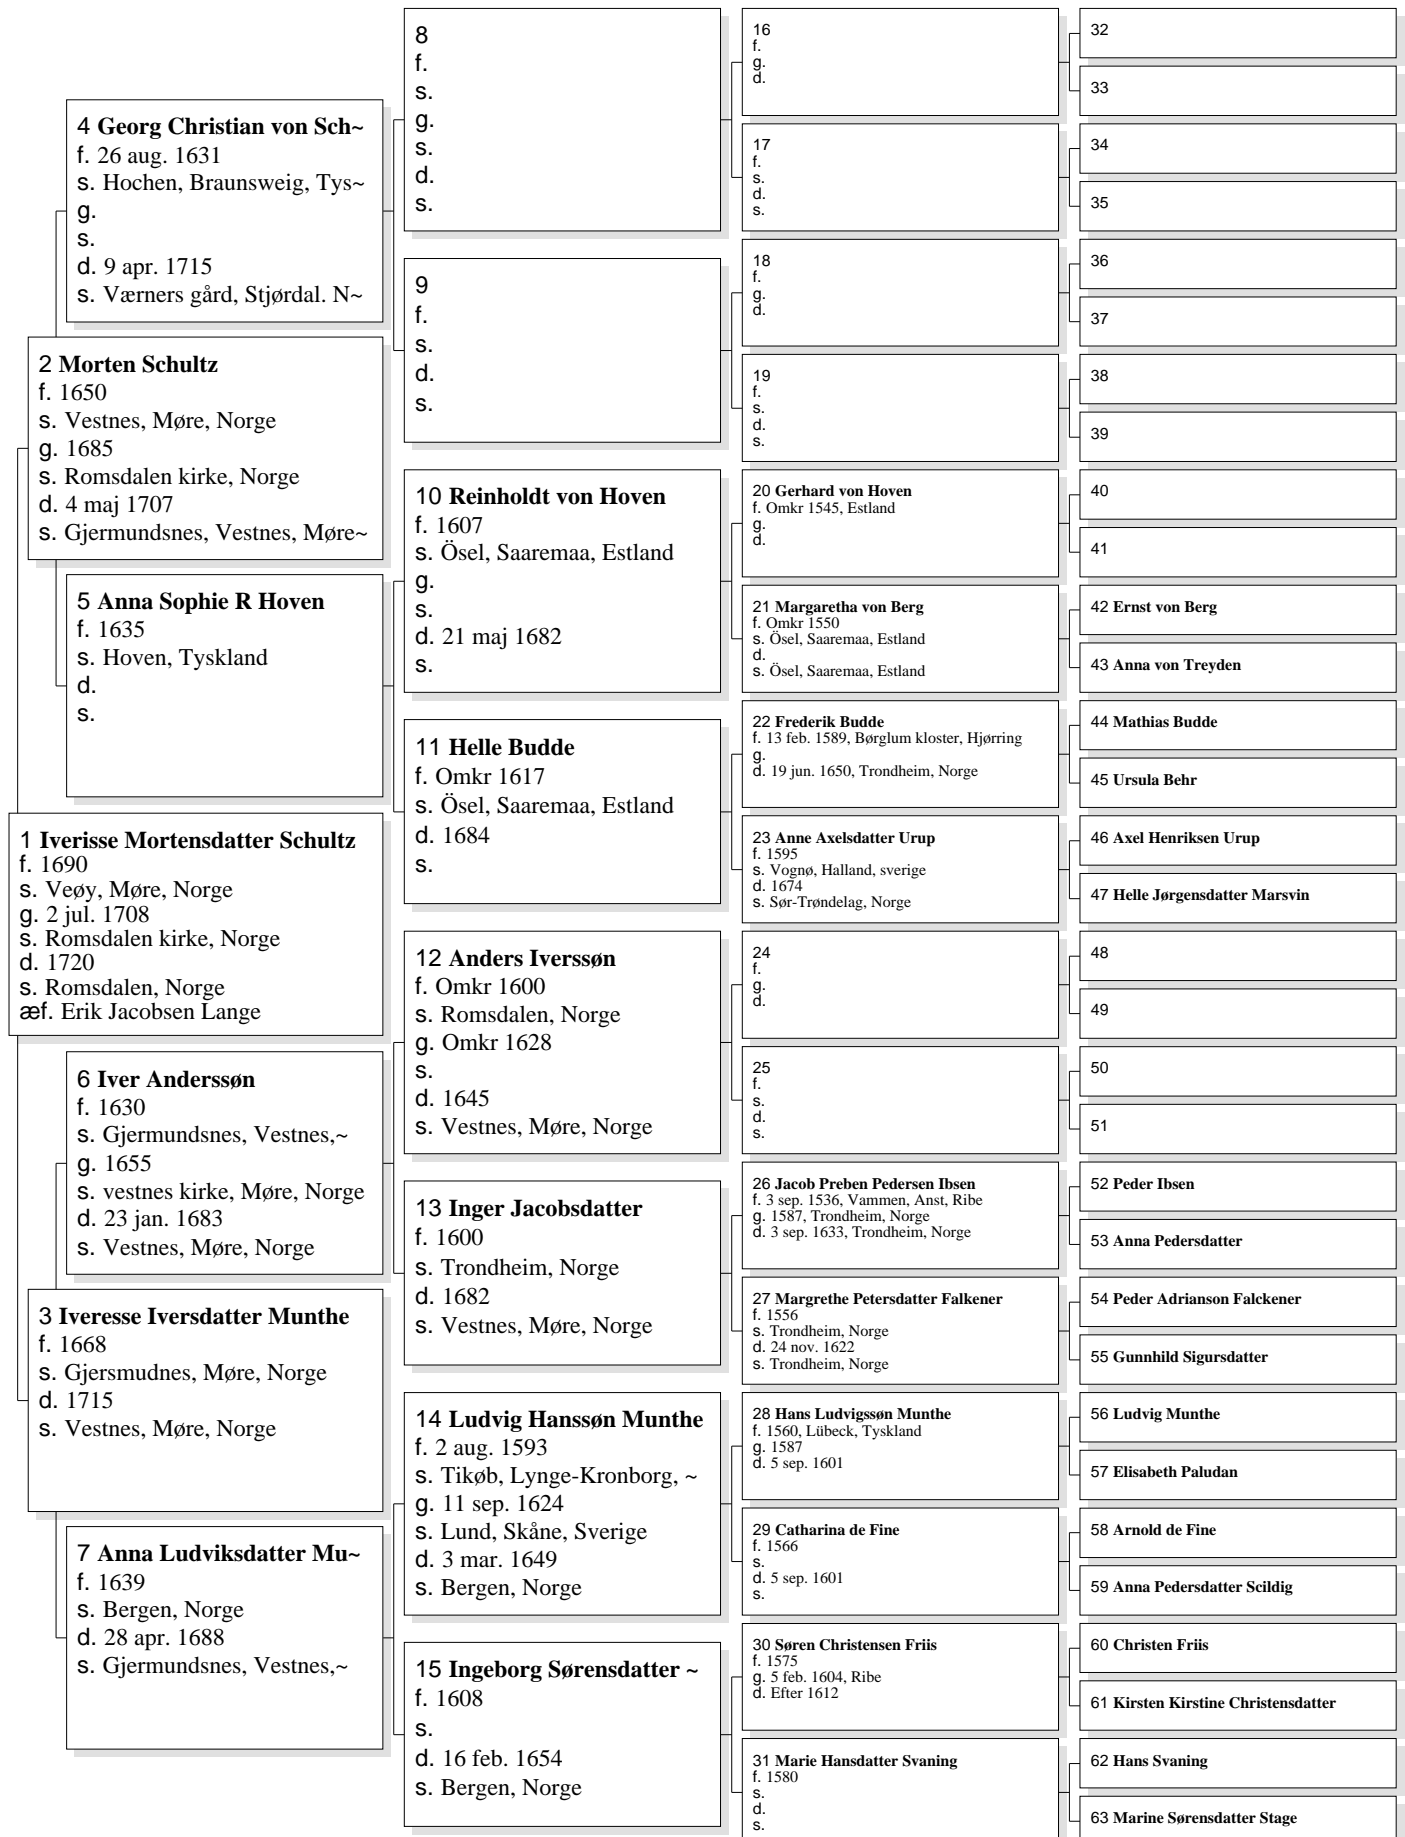 8
f.
s.
g.
s.
d.
s.
16
f.
g.
d.
32
33
4 Georg Christian von Sch~
f. 26 aug. 1631
s. Hochen, Braunsweig, Tys~
g.
s.
d. 9 apr. 1715
s. Værners gård, Stjørdal. N~
17
f.
s.
d.
s.
34
35
9
f.
s.
d.
s.
18
f.
g.
d.
36
37
2 Morten Schultz
f. 1650
s. Vestnes, Møre, Norge
g. 1685
s. Romsdalen kirke, Norge
d. 4 maj 1707
s. Gjermundsnes, Vestnes, Møre~
19
f.
s.
d.
s.
38
39
10 Reinholdt von Hoven
f. 1607
s. Ösel, Saaremaa, Estland
g.
s.
d. 21 maj 1682
s.
20 Gerhard von Hoven
f. Omkr 1545, Estland
g.
d.
40
41
5 Anna Sophie R Hoven
f. 1635
s. Hoven, Tyskland
d.
s.
21 Margaretha von Berg
f. Omkr 1550
s. Ösel, Saaremaa, Estland
d.
s. Ösel, Saaremaa, Estland
42 Ernst von Berg
43 Anna von Treyden
11 Helle Budde
f. Omkr 1617
s. Ösel, Saaremaa, Estland
d. 1684
s.
22 Frederik Budde
f. 13 feb. 1589, Børglum kloster, Hjørring
g.
d. 19 jun. 1650, Trondheim, Norge
44 Mathias Budde
45 Ursula Behr
1 Iverisse Mortensdatter Schultz
f. 1690
s. Veøy, Møre, Norge
g. 2 jul. 1708
s. Romsdalen kirke, Norge
d. 1720
s. Romsdalen, Norge
æf. Erik Jacobsen Lange
23 Anne Axelsdatter Urup
f. 1595
s. Vognø, Halland, sverige
d. 1674
s. Sør-Trøndelag, Norge
46 Axel Henriksen Urup
47 Helle Jørgensdatter Marsvin
12 Anders Iverssøn
f. Omkr 1600
s. Romsdalen, Norge
g. Omkr 1628
s.
d. 1645
s. Vestnes, Møre, Norge
24
f.
g.
d.
48
49
6 Iver Anderssøn
f. 1630
s. Gjermundsnes, Vestnes,~
g. 1655
s. vestnes kirke, Møre, Norge
d. 23 jan. 1683
s. Vestnes, Møre, Norge
25
f.
s.
d.
s.
50
51
13 Inger Jacobsdatter
f. 1600
s. Trondheim, Norge
d. 1682
s. Vestnes, Møre, Norge
26 Jacob Preben Pedersen Ibsen
f. 3 sep. 1536, Vammen, Anst, Ribe
g. 1587, Trondheim, Norge
d. 3 sep. 1633, Trondheim, Norge
52 Peder Ibsen
53 Anna Pedersdatter
3 Iveresse Iversdatter Munthe
f. 1668
s. Gjersmudnes, Møre, Norge
d. 1715
s. Vestnes, Møre, Norge
27 Margrethe Petersdatter Falkener
f. 1556
s. Trondheim, Norge
d. 24 nov. 1622
s. Trondheim, Norge
54 Peder Adrianson Falckener
55 Gunnhild Sigursdatter
14 Ludvig Hanssøn Munthe
f. 2 aug. 1593
s. Tikøb, Lynge-Kronborg, ~
g. 11 sep. 1624
s. Lund, Skåne, Sverige
d. 3 mar. 1649
s. Bergen, Norge
28 Hans Ludvigssøn Munthe
f. 1560, Lübeck, Tyskland
g. 1587
d. 5 sep. 1601
56 Ludvig Munthe
57 Elisabeth Paludan
7 Anna Ludviksdatter Mu~
f. 1639
s. Bergen, Norge
d. 28 apr. 1688
s. Gjermundsnes, Vestnes,~
29 Catharina de Fine
f. 1566
s.
d. 5 sep. 1601
s.
58 Arnold de Fine
59 Anna Pedersdatter Scildig
15 Ingeborg Sørensdatter ~
f. 1608
s.
d. 16 feb. 1654
s. Bergen, Norge
30 Søren Christensen Friis
f. 1575
g. 5 feb. 1604, Ribe
d. Efter 1612
60 Christen Friis
61 Kirsten Kirstine Christensdatter
31 Marie Hansdatter Svaning
f. 1580
s.
d.
s.
62 Hans Svaning
63 Marine Sørensdatter Stage